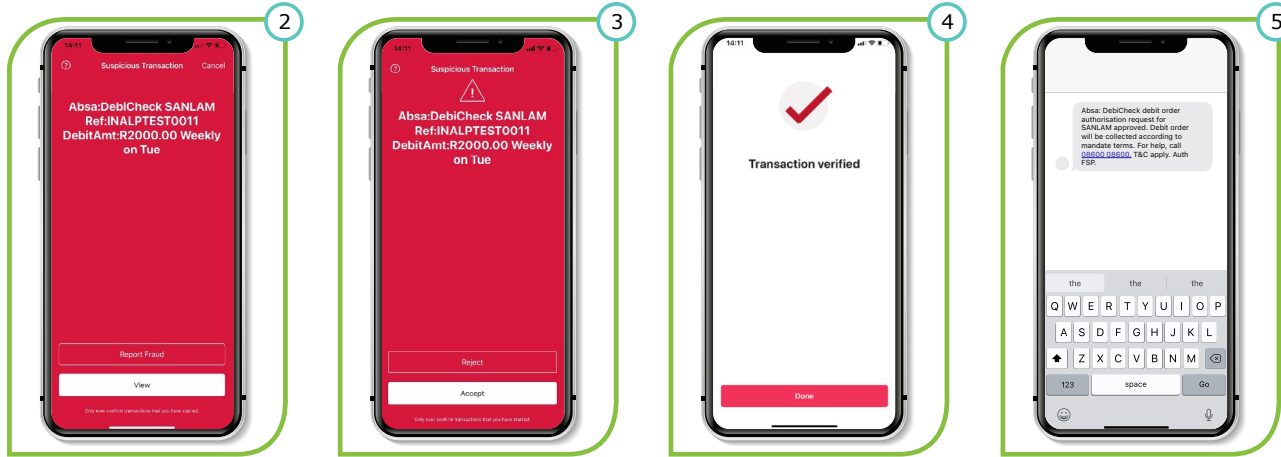 2
14:11
Suspicious Transaction
Cancel
Absa:DebiCheck SANLAM
Ref:INALPTEST0011
DebitAmt:R2000.00 Weekly
on Tue
Report Fraud
View
Only ever confirm transactions that you have started.
3
14:11
Suspicious Transaction
Absa:DebiCheck SANLAM
Ref:INALPTEST0011
DebitAmt:R2000.00 Weekly
on Tue
Reject
Accept
Only ever confirm transactions that you have started.
4
14:11
Transaction verified
Done
5
Absa: DebiCheck debit order
authorisation request for
SANLAM approved. Debit order
will be collected according to
mandate terms. For help, call
08600 08600. T&C apply. Auth
FSP.
the the the
Q W E R T Y U I O P
A S D F G H J K L
Z X C V B N M
123 space Go